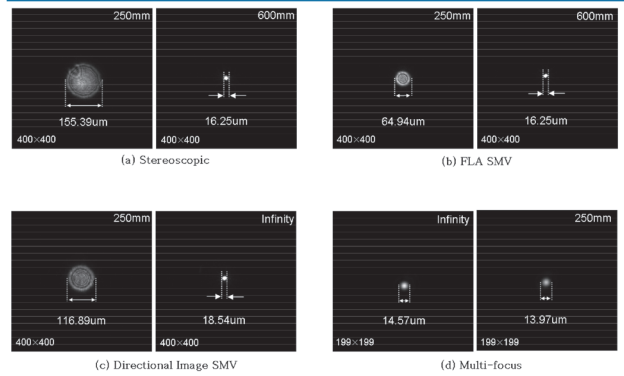 250mm
600mm
155.39um
16.25um
400×400
400×400
(a) Stereoscopic
250mm
600mm
64.94um
16.25um
400×400
400×400
(b) FLA SMV
250mm
Infinity
116.89um
18.54um
400×400
400×400
(c) Directional Image SMV
Infinity
250mm
14.57um
13.97um
199×199
199×199
(d) Multi-focus